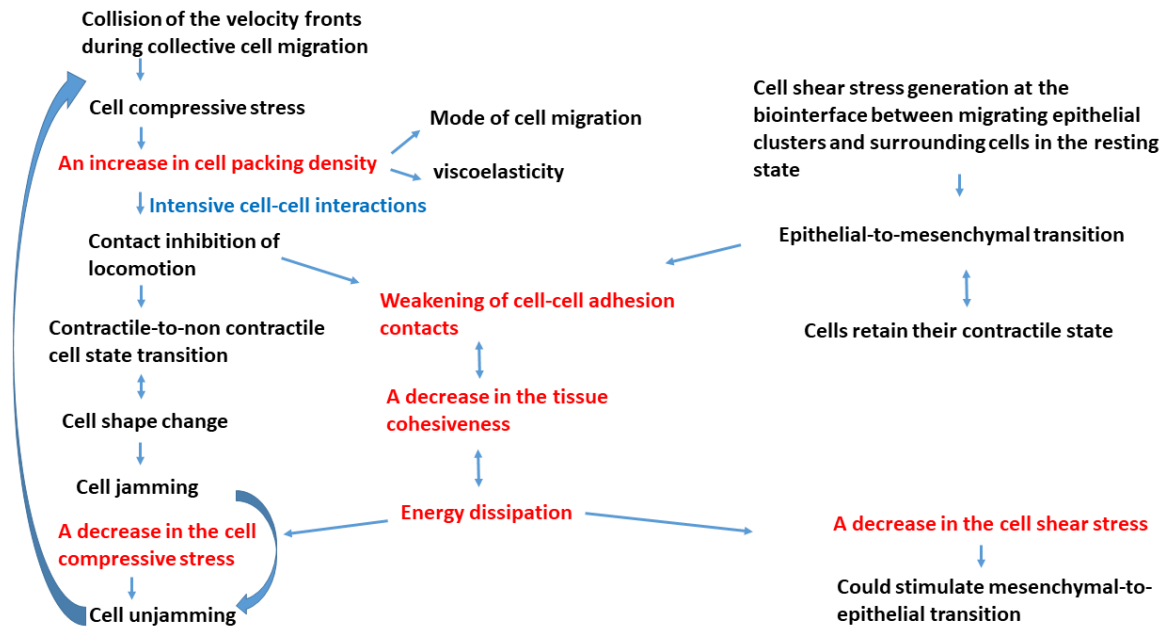 Collision of the velocity fronts
during collective cell migration
Cell compressive stress
An increase in cell packing density
Mode of cell migration
viscoelasticity
Intensive cell-cell interactions
Contact inhibition of
locomotion
Contractile-to-non contractile
cell state transition
Cell shape change
Cell jamming
A decrease in the cell
compressive stress
Cell unjamming
Weakening of cell-cell adhesion
contacts
A decrease in the tissue
cohesiveness
Energy dissipation
Cell shear stress generation at the
biointerface between migrating epithelial
clusters and surrounding cells in the resting
state
Epithelial-to-mesenchymal transition
Cells retain their contractile state
A decrease in the cell shear stress
Could stimulate mesenchymal-to-
epithelial transition